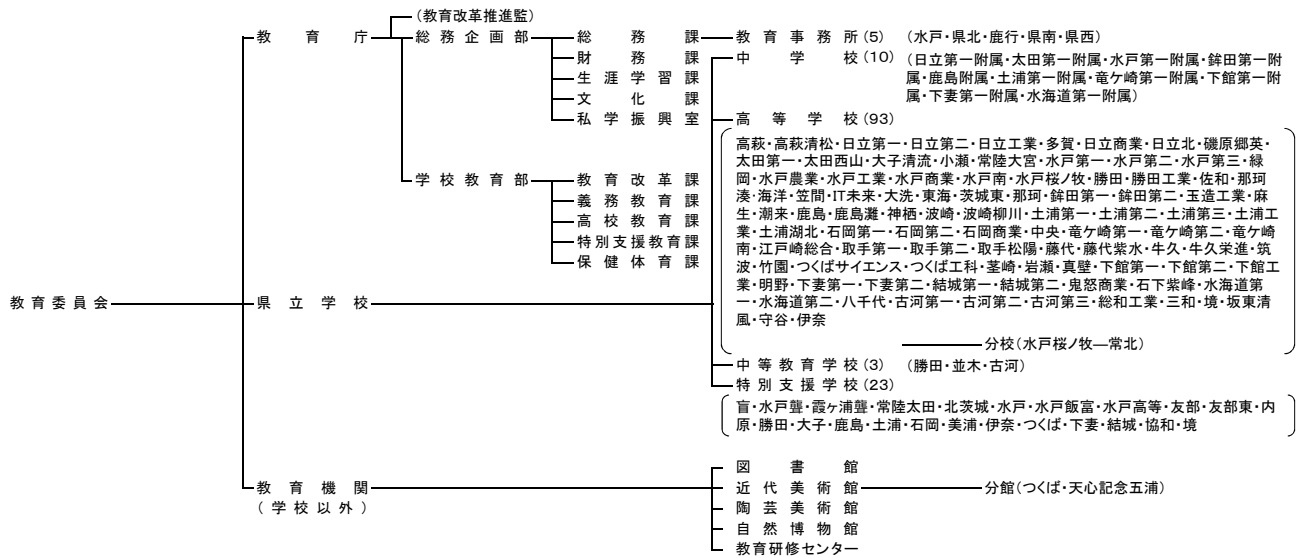 (教育改革推進監)
教育庁 総務企画部 総務課 教育事務所(5) (水戸・県北・鹿行・県南・県西)
財務課 中学校(10) (日立第一附属・太田第一附属・水戸第一附属・鉾田第一附
生涯学習課 属・鹿島附属・土浦第一附属・竜ケ崎第一附属・下館第一附
文化課 属・下妻第一附属・水海道第一附属)
私学振興室 高等学校(93)
高萩・高萩清松・日立第一・日立第二・日立工業・多賀・日立商業・日立北・磯原郷英・
太田第一・太田西山・大子清流・小瀬・常陸大宮・水戸第一・水戸第二・水戸第三・緑
学校教育部 教育改革課 岡・水戸農業・水戸工業・水戸商業・水戸南・水戸桜ノ牧・勝田・勝田工業・佐和・那珂
義務教育課 湊・海洋・笠間・IT未来・大洗・東海・茨城東・那珂・鉾田第一・鉾田第二・玉造工業・麻
高校教育課 生・潮来・鹿島・鹿島灘・神栖・波崎・波崎柳川・土浦第一・土浦第二・土浦第三・土浦工
特別支援教育課 業・土浦湖北・石岡第一・石岡第二・石岡商業・中央・竜ケ崎第一・竜ケ崎第二・竜ケ崎
保健体育課 南・江戸崎総合・取手第一・取手第二・取手松陽・藤代・藤代紫水・牛久・牛久栄進・筑
波・竹園・つくばサイエンス・つくば工科・茎崎・岩瀬・真壁・下館第一・下館第二・下館工
業・明野・下妻第一・下妻第二・結城第一・結城第二・鬼怒商業・石下紫峰・水海道第
教育委員会 県立学校 一・水海道第二・八千代・古河第一・古河第二・古河第三・総和工業・三和・境・坂東清
風・守谷・伊奈
分校(水戸桜ノ牧―常北)
中等教育学校(3) (勝田・並木・古河)
特別支援学校(23)
盲・水戸聾・霞ヶ浦聾・常陸太田・北茨城・水戸・水戸飯富・水戸高等・友部・友部東・内
原・勝田・大子・鹿島・土浦・石岡・美浦・伊奈・つくば・下妻・結城・協和・境
図書館
教育機関 近代美術館 分館(つくば・天心記念五浦)
(学校以外) 陶芸美術館
自然博物館
教育研修センター